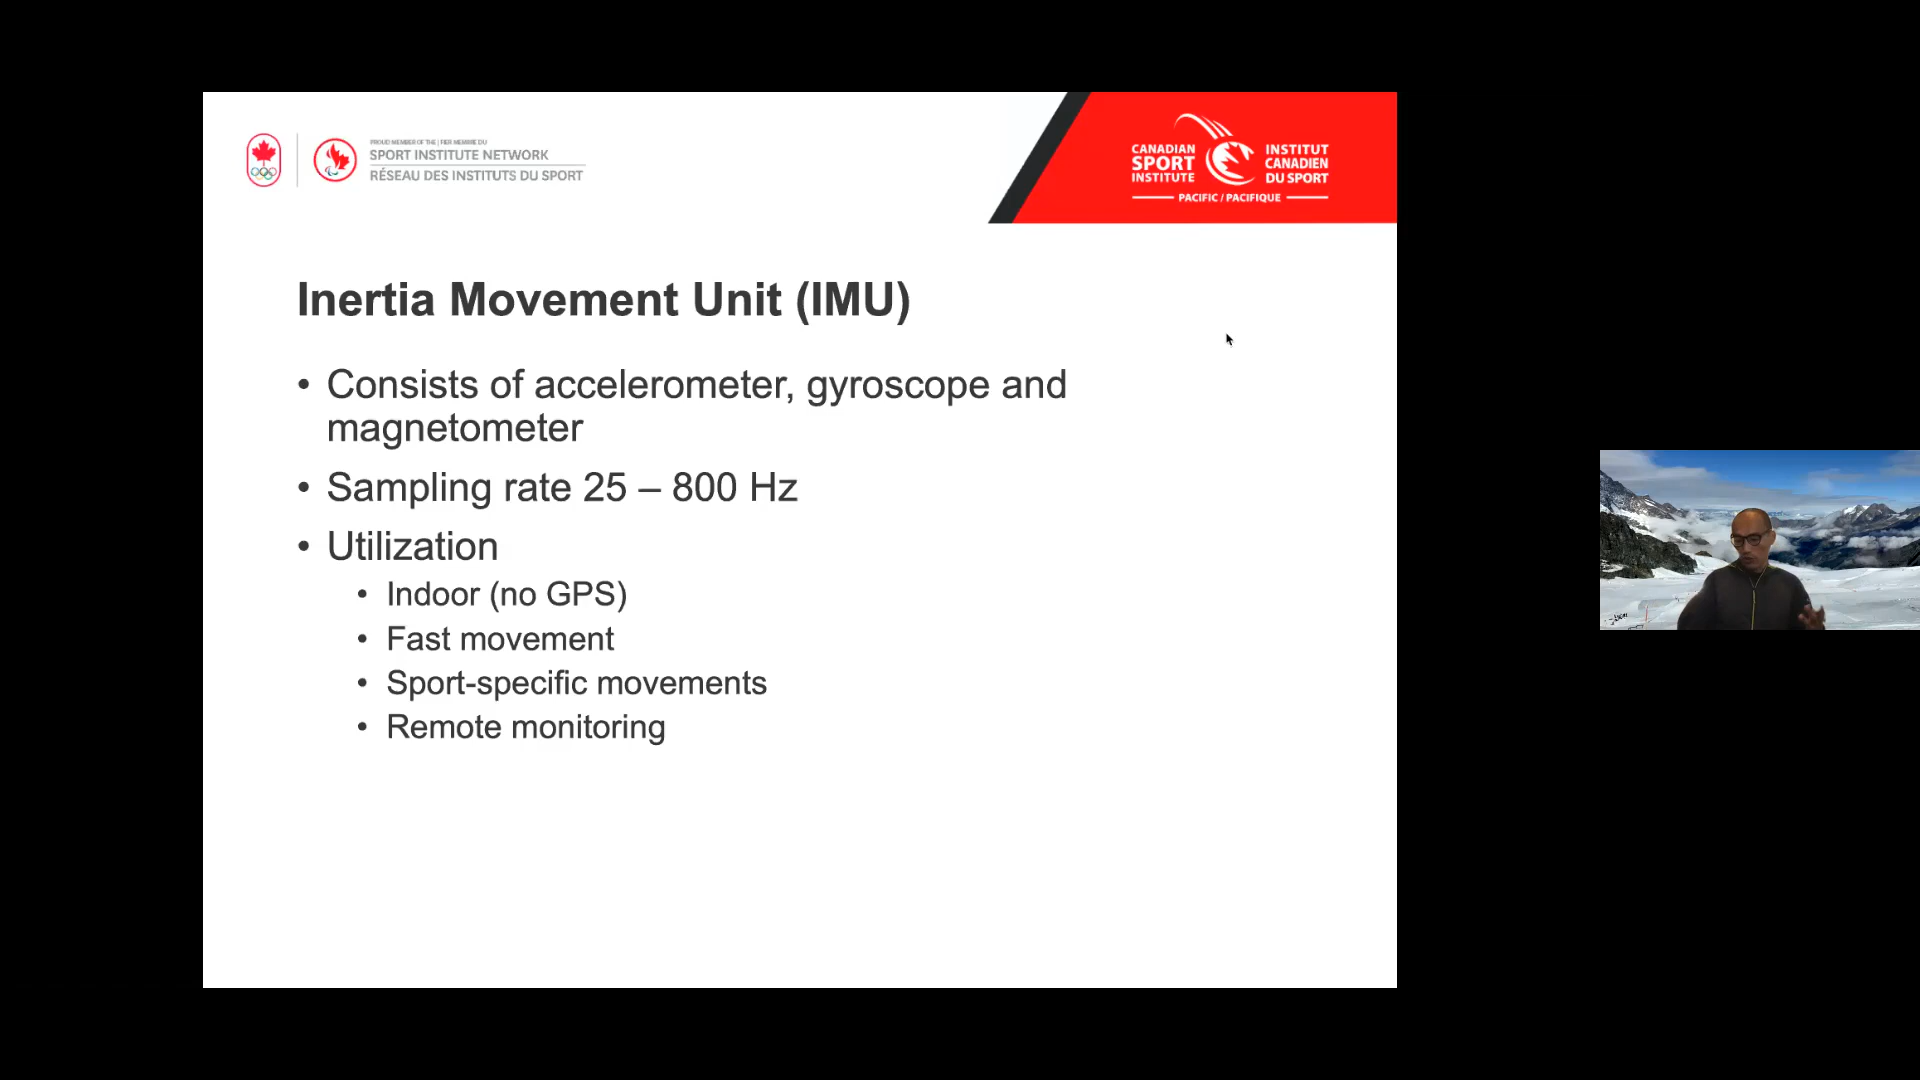 PROUD MEMBER OF THE | FIER MEMBRE DU
SPORT INSTITUTE NETWORK
RÉSEAU DES INSTITUTS DU SPORT
CANADIAN
SPORT
INSTITUTE
INSTITUT
CANADIEN
DU SPORT
PACIFIC / PACIFIQUE
Inertia Movement Unit (IMU)
• Consists of accelerometer, gyroscope and
magnetometer
• Sampling rate 25 – 800 Hz
• Utilization
• Indoor (no GPS)
• Fast movement
• Sport-specific movements
• Remote monitoring